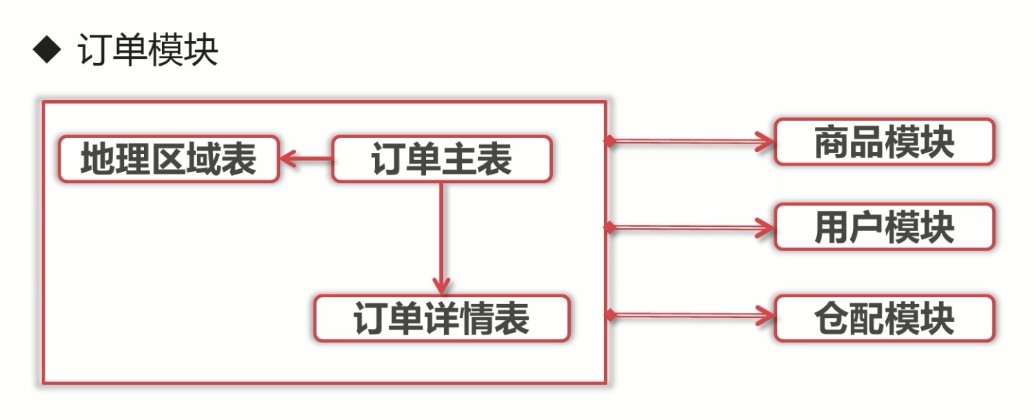 订单模块
地理区域表
订单主表
订单详情表
商品模块
用户模块
仓配模块